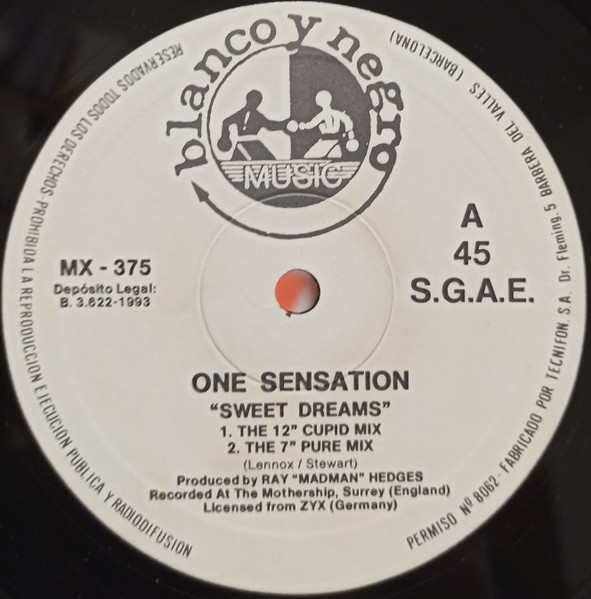 blanco y negro
MUSIC
A
45
S.G.A.E.
MX - 375
Depósito Legal:
B. 3.622-1993
ONE SENSATION
"SWEET DREAMS"
1. THE 12" CUPID MIX
2. THE 7" PURE MIX
(Lennox / Stewart)
Produced by RAY "MADMAN" HEDGES
Recorded At The Mothership, Surrey (England)
Licensed from ZYX (Germany)
RESERVADOS TODOS LOS DERECHOS-PROHIBIDA LA REPRODUCCION EJECUCIÓN PUBLICA Y RADIODIFUSION
PERMISO Nº 8062-FABRICADO POR TECNIFON. S.A. Dr. Fleming, 5 BARBERA DEL VALLES (BARCELONA)